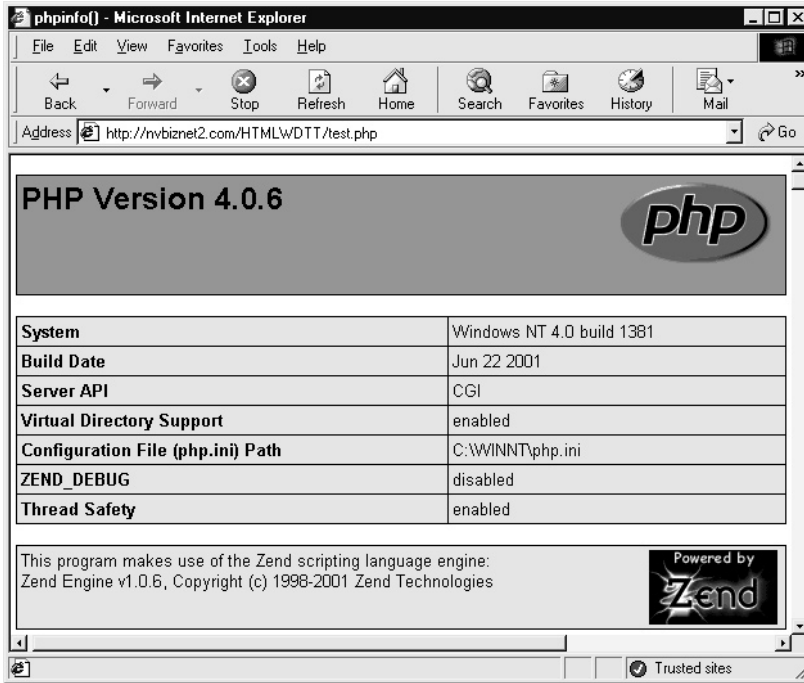 phpinfo() - Microsoft Internet Explorer
File Edit View Favorites Tools Help
Back Forward Stop Refresh Home Search Favorites History Mail »
Address http://nvbiznet2.com/HTMLWDTT/test.php Go
PHP Version 4.0.6
php
System Windows NT 4.0 build 1381
Build Date Jun 22 2001
Server API CGI
Virtual Directory Support enabled
Configuration File (php.ini) Path C:\WINNT\php.ini
ZEND_DEBUG disabled
Thread Safety enabled
This program makes use of the Zend scripting language engine:
Zend Engine v1.0.6, Copyright (c) 1998-2001 Zend Technologies
Powered by
Zend
Trusted sites